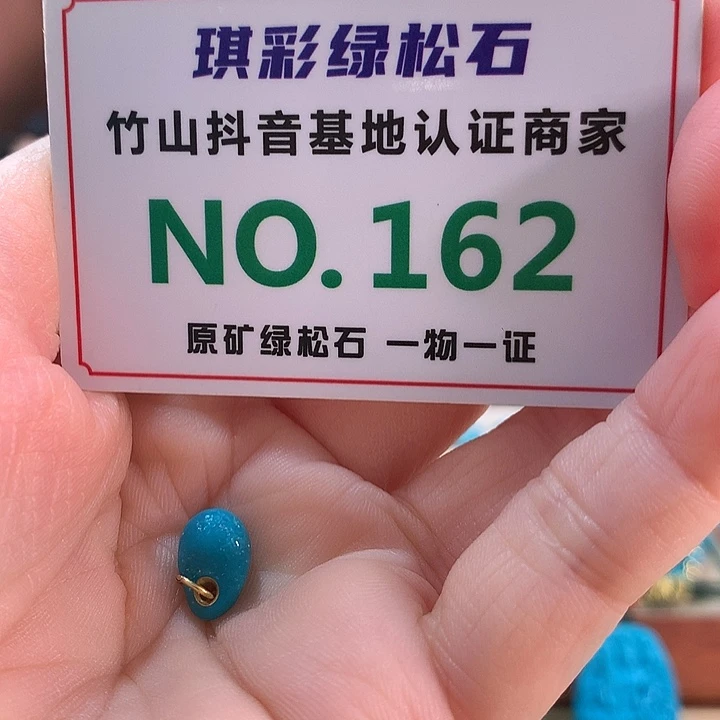 琪彩绿松石
竹山抖音基地认证商家
NO.162
原矿绿松石 一物一证